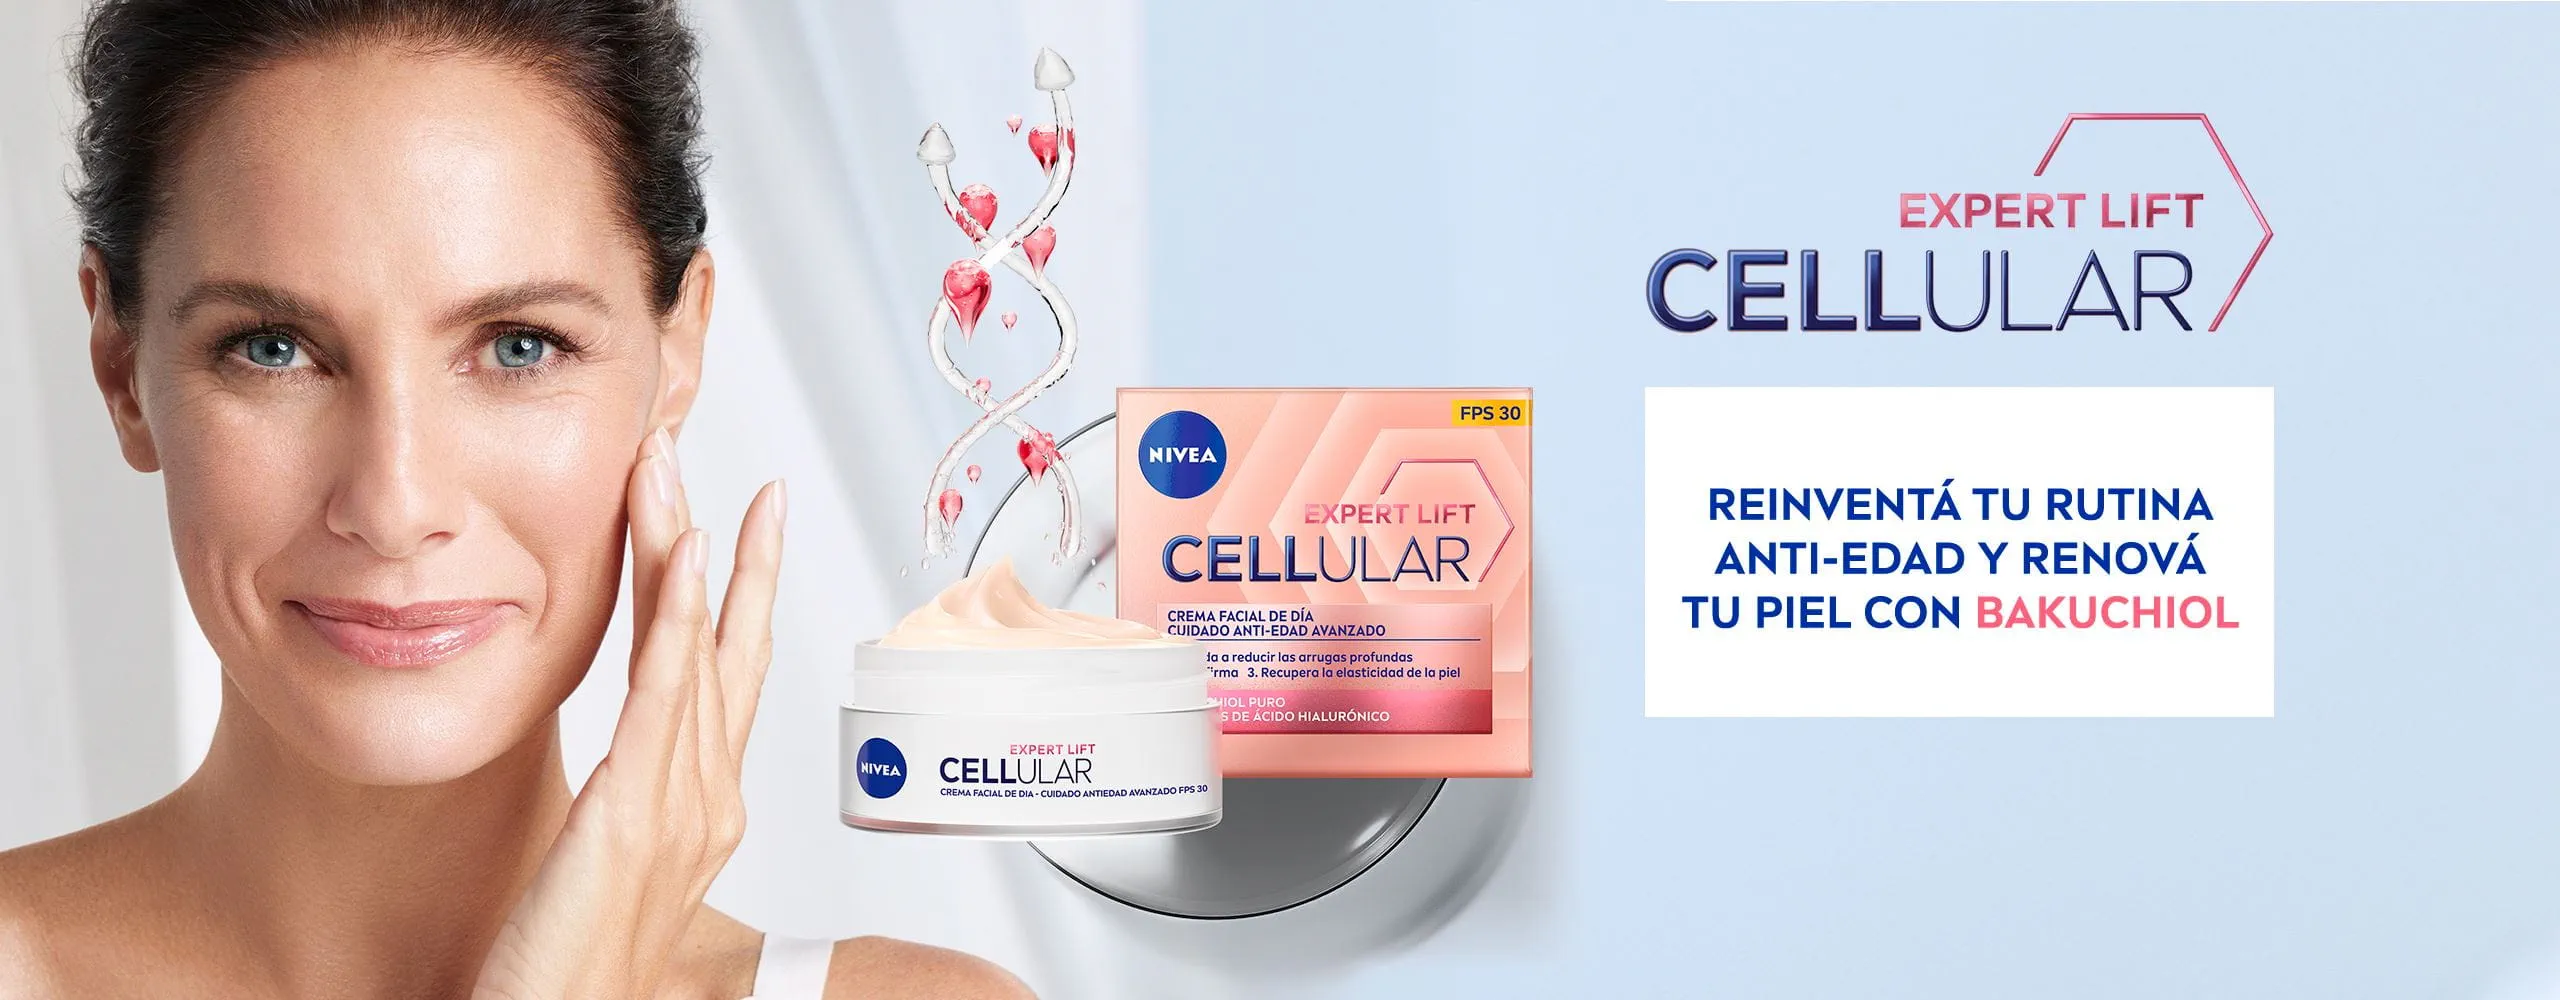 EXPERT LIFT
CELLULAR
REINVENTÁ TU RUTINA
ANTI-EDAD Y RENOVÁ
TU PIEL CON BAKUCHIOL
FPS 30
NIVEA
EXPERT LIFT
CELLULAR
CREMA FACIAL DE DÍA
CUIDADO ANTI-EDAD AVANZADO
a reducir las arrugas profundas
3. Recupera la elasticidad de la piel
PURO
DE ÁCIDO HIALURÓNICO
NIVEA
EXPERT LIFT
CELLULAR
CREMA FACIAL DE DIA - CUIDADO ANTIEDAD AVANZADO FPS 30